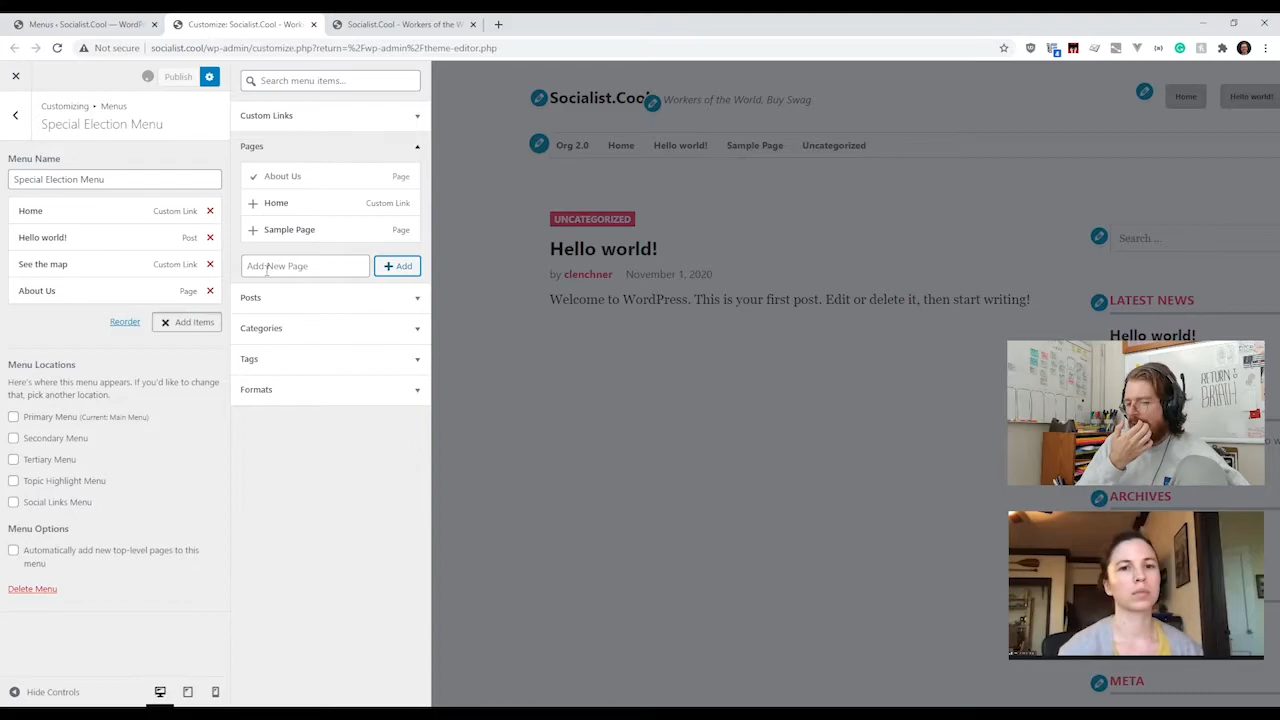 Menus ‹ Socialist.Cool — WordPr
Customize: Socialist.Cool - Work
Socialist.Cool - Workers of the W
Not secure
socialist.cool/wp-admin/customize.php?return=%2Fwp-admin%2Ftheme-editor.php
Publish
Customizing ▸ Menus
Special Election Menu
Menu Name
Special Election Menu
Home Custom Link
Hello world! Post
See the map Custom Link
About Us Page
Reorder
Add Items
Menu Locations
Here's where this menu appears. If you'd like to change
that, pick another location.
Primary Menu (Current: Main Menu)
Secondary Menu
Tertiary Menu
Topic Highlight Menu
Social Links Menu
Menu Options
Automatically add new top-level pages to this
menu
Delete Menu
Hide Controls
Search menu items...
Custom Links
Pages
About Us Page
Home Custom Link
Sample Page Page
Add New Page
+ Add
Posts
Categories
Tags
Formats
Socialist.Cool
Workers of the World, Buy Swag
Home
Hello world!
Org 2.0 Home Hello world! Sample Page Uncategorized
UNCATEGORIZED
Hello world!
by clenchner November 1, 2020
Welcome to WordPress. This is your first post. Edit or delete it, then start writing!
Search ...
LATEST NEWS
Hello world!
RETURN
BREATH
ARCHIVES
META